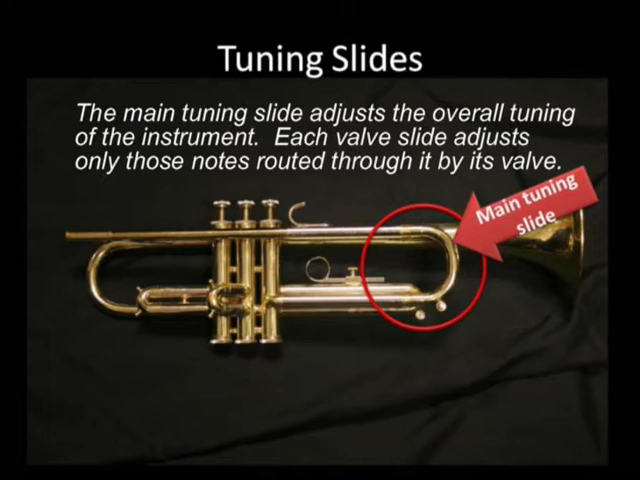 Tuning Slides
The main tuning slide adjusts the overall tuning
of the instrument.  Each valve slide adjusts
only those notes routed through it by its valve.
Main tuning
slide